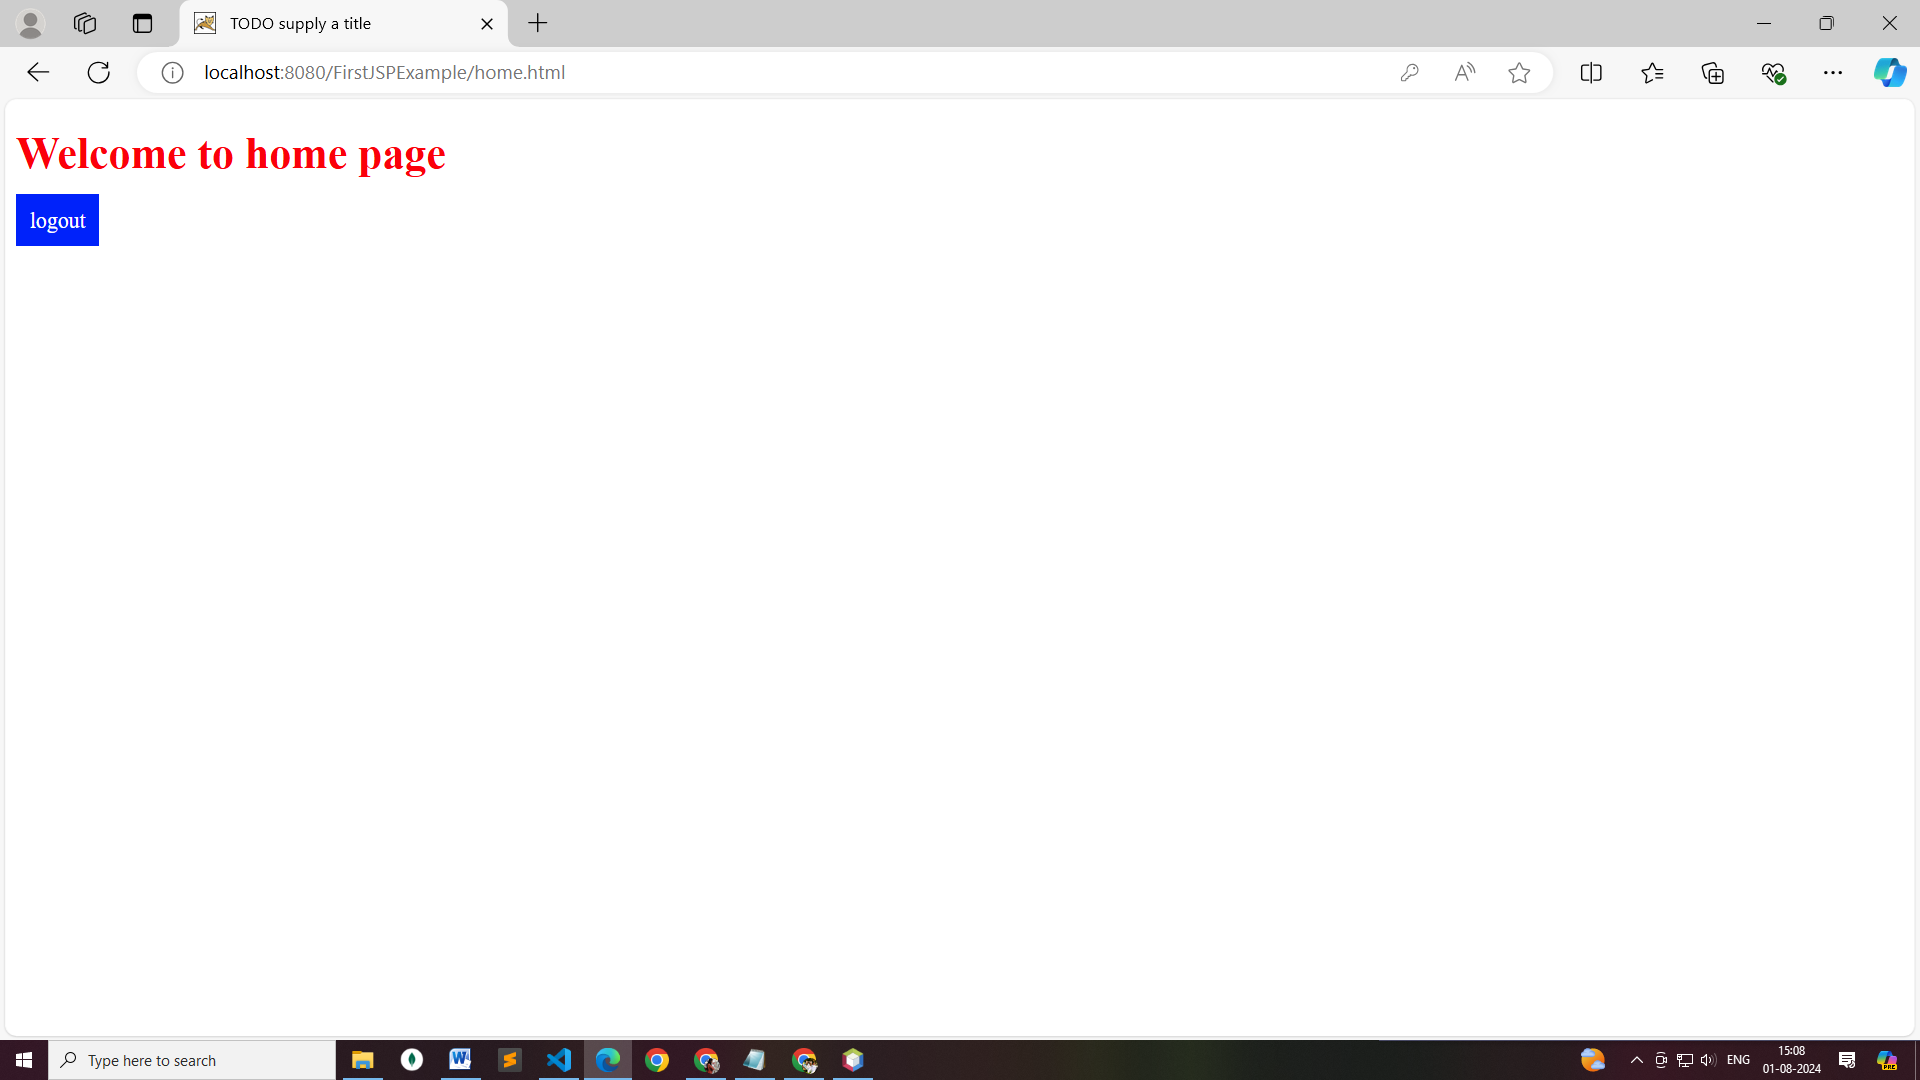 TODO supply a title
localhost:8080/FirstJSPExample/home.html
Welcome to home page
logout
Type here to search
ENG
15:08
01-08-2024
PRE